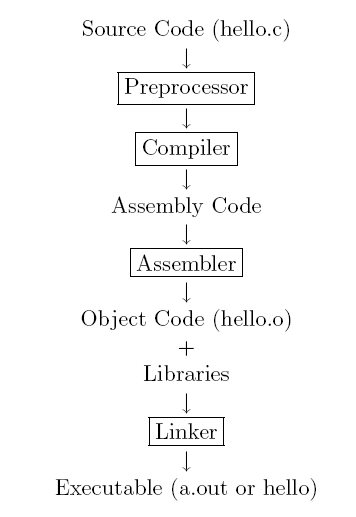 Source Code (hello.c)
Preprocessor
Compiler
Assembly Code
Assembler
Object Code (hello.o)
+
Libraries
Linker
Executable (a.out or hello)